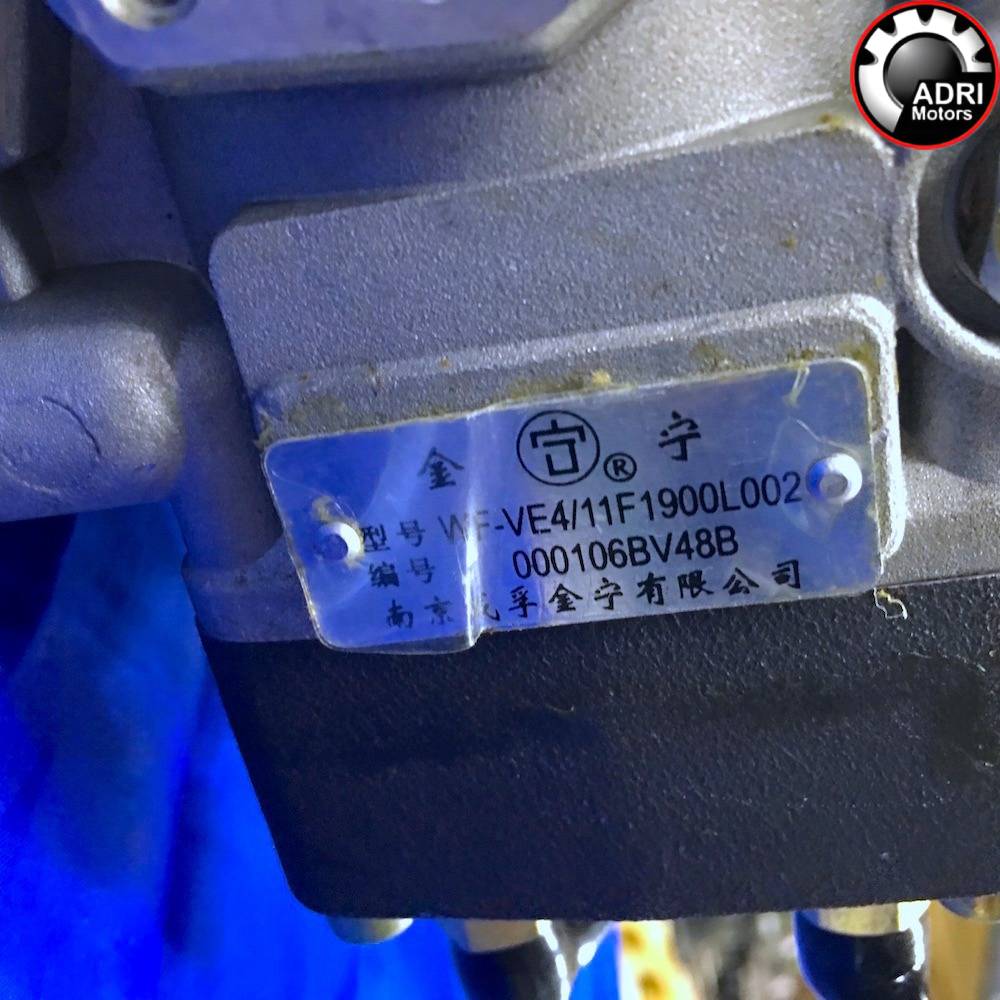 ADRI
Motors
金 ® 宁
型号 WF-VE4/11F1900L002
编号 000106BV48B
南京威孚金宁有限公司